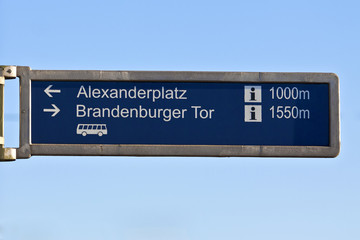 ← Alexanderplatz i 1000m
→ Brandenburger Tor i 1550m